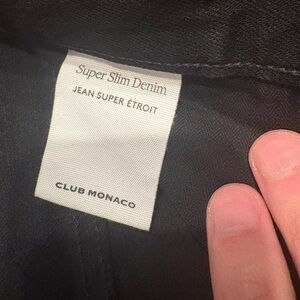 Super Slim Denim
JEAN SUPER ÉTROIT
CLUB MONACO